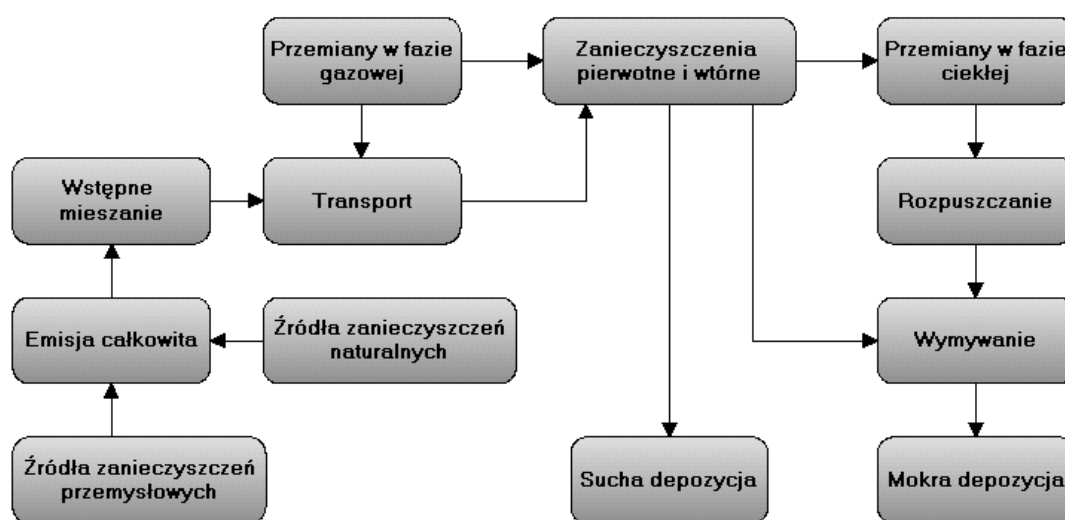 Przemiany w fazie
gazowej
Zanieczyszczenia
pierwotne i wtórne
Przemiany w fazie
ciekłej
Wstępne
mieszanie
Transport
Rozpuszczanie
Emisja całkowita
Źródła zanieczyszczeń
naturalnych
Wymywanie
Źródła zanieczyszczeń
przemysłowych
Sucha depozycja
Mokra depozycja